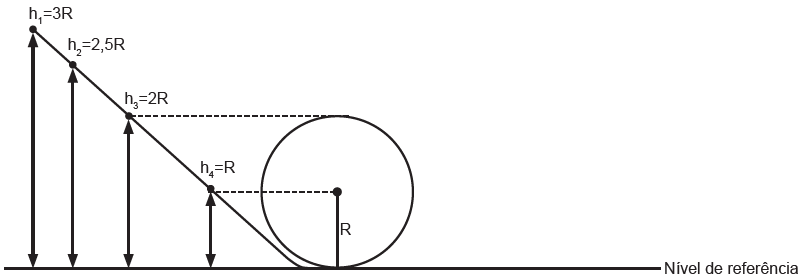 h₁=3R
h₂=2,5R
h₃=2R
h₄=R
R
Nível de referência